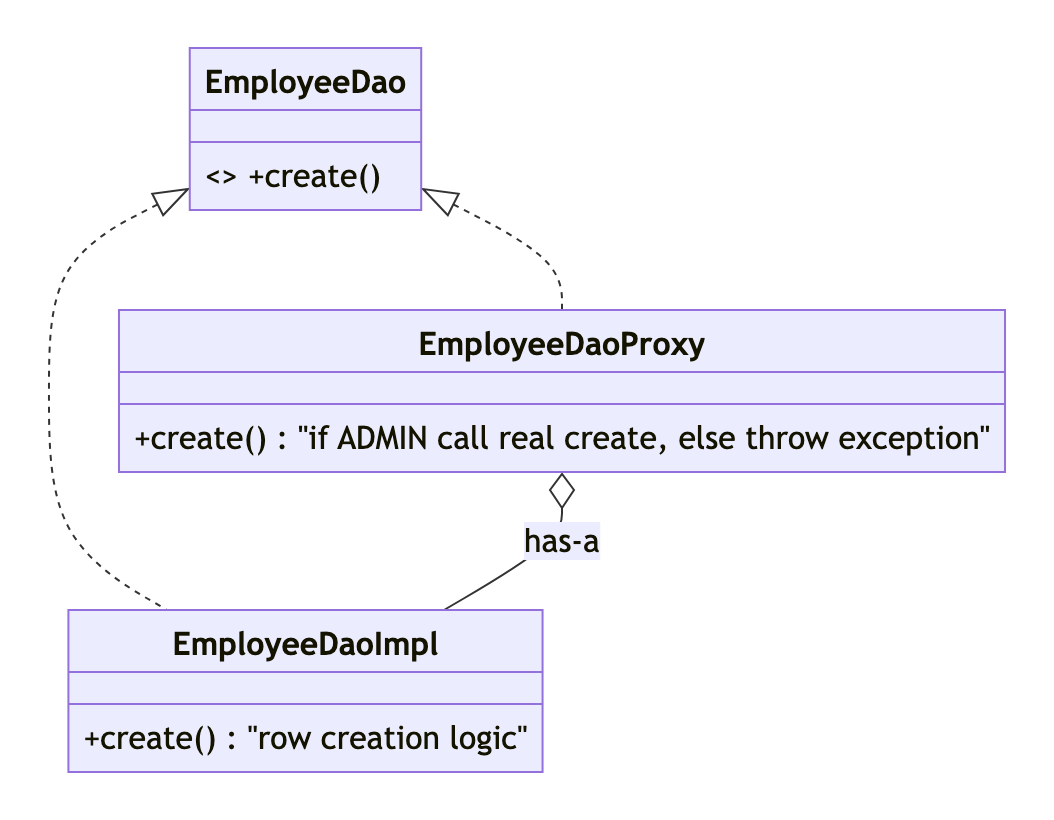 EmployeeDao
<> +create()
EmployeeDaoProxy
+create() : "if ADMIN call real create, else throw exception"
has-a
EmployeeDaoImpl
+create() : "row creation logic"